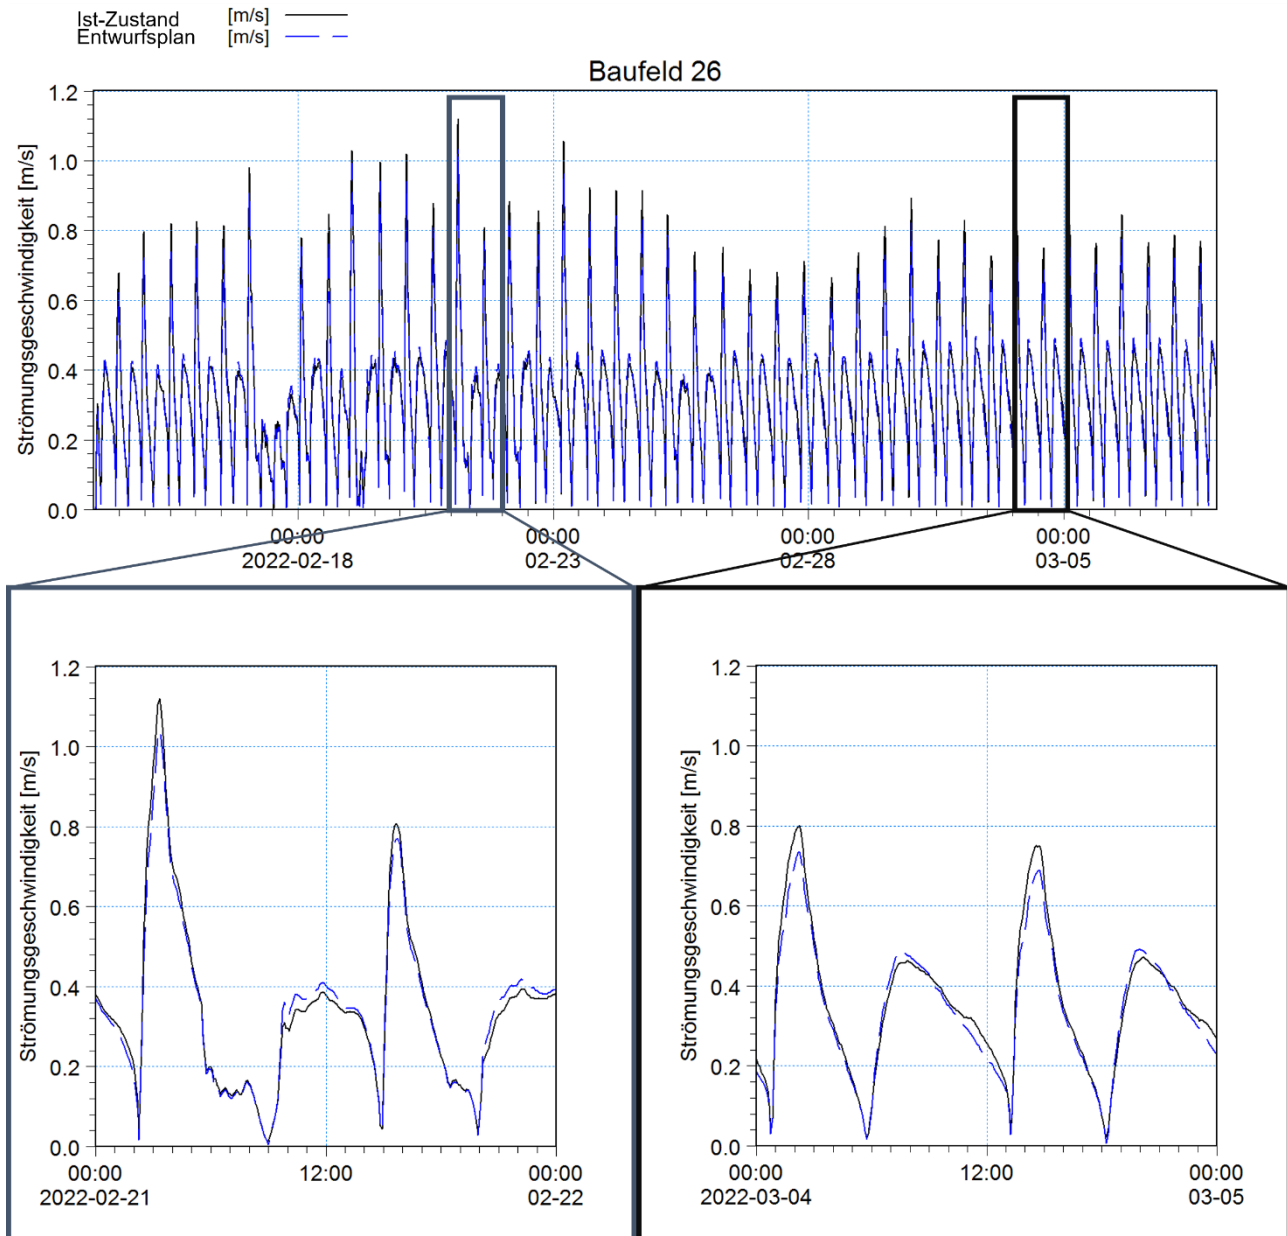 Ist-Zustand [m/s]
Entwurfsplan [m/s]
Baufeld 26
Strömungsgeschwindigkeit [m/s]
1.2
1.0
0.8
0.6
0.4
0.2
0.0
00:00 00:00 00:00 00:00
2022-02-18 02-23 02-28 03-05
Strömungsgeschwindigkeit [m/s]
1.2
1.0
0.8
0.6
0.4
0.2
0.0
00:00 12:00 00:00
2022-02-21 02-22
Strömungsgeschwindigkeit [m/s]
1.2
1.0
0.8
0.6
0.4
0.2
0.0
00:00 12:00 00:00
2022-03-04 03-05